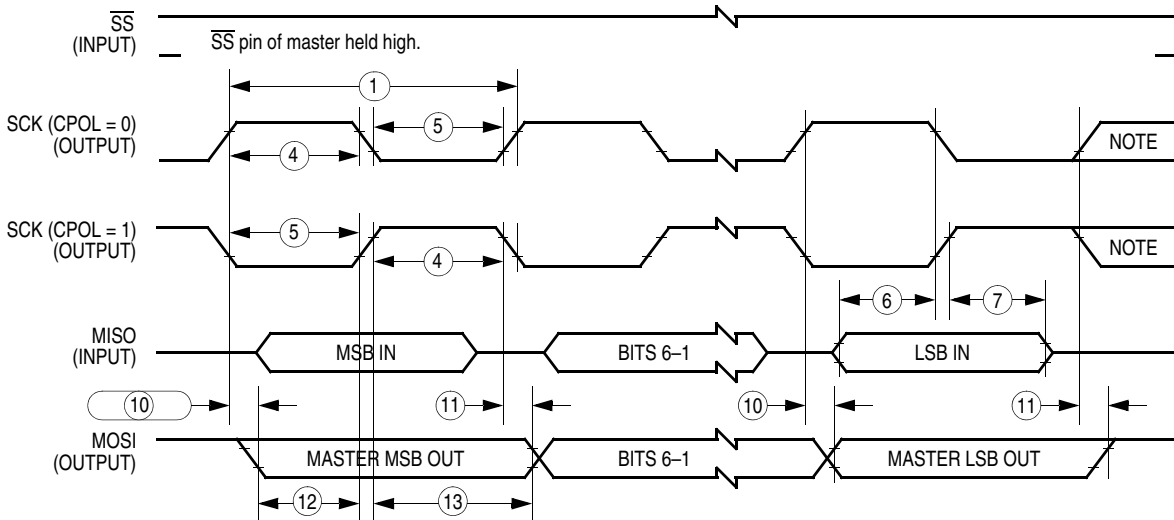 SS
(INPUT)
SS pin of master held high.
1
SCK (CPOL = 0)
(OUTPUT)
5
4
NOTE
SCK (CPOL = 1)
(OUTPUT)
5
4
NOTE
6
7
MISO
(INPUT)
MSB IN
BITS 6–1
LSB IN
10
11
10
11
MOSI
(OUTPUT)
MASTER MSB OUT
BITS 6–1
MASTER LSB OUT
12
13